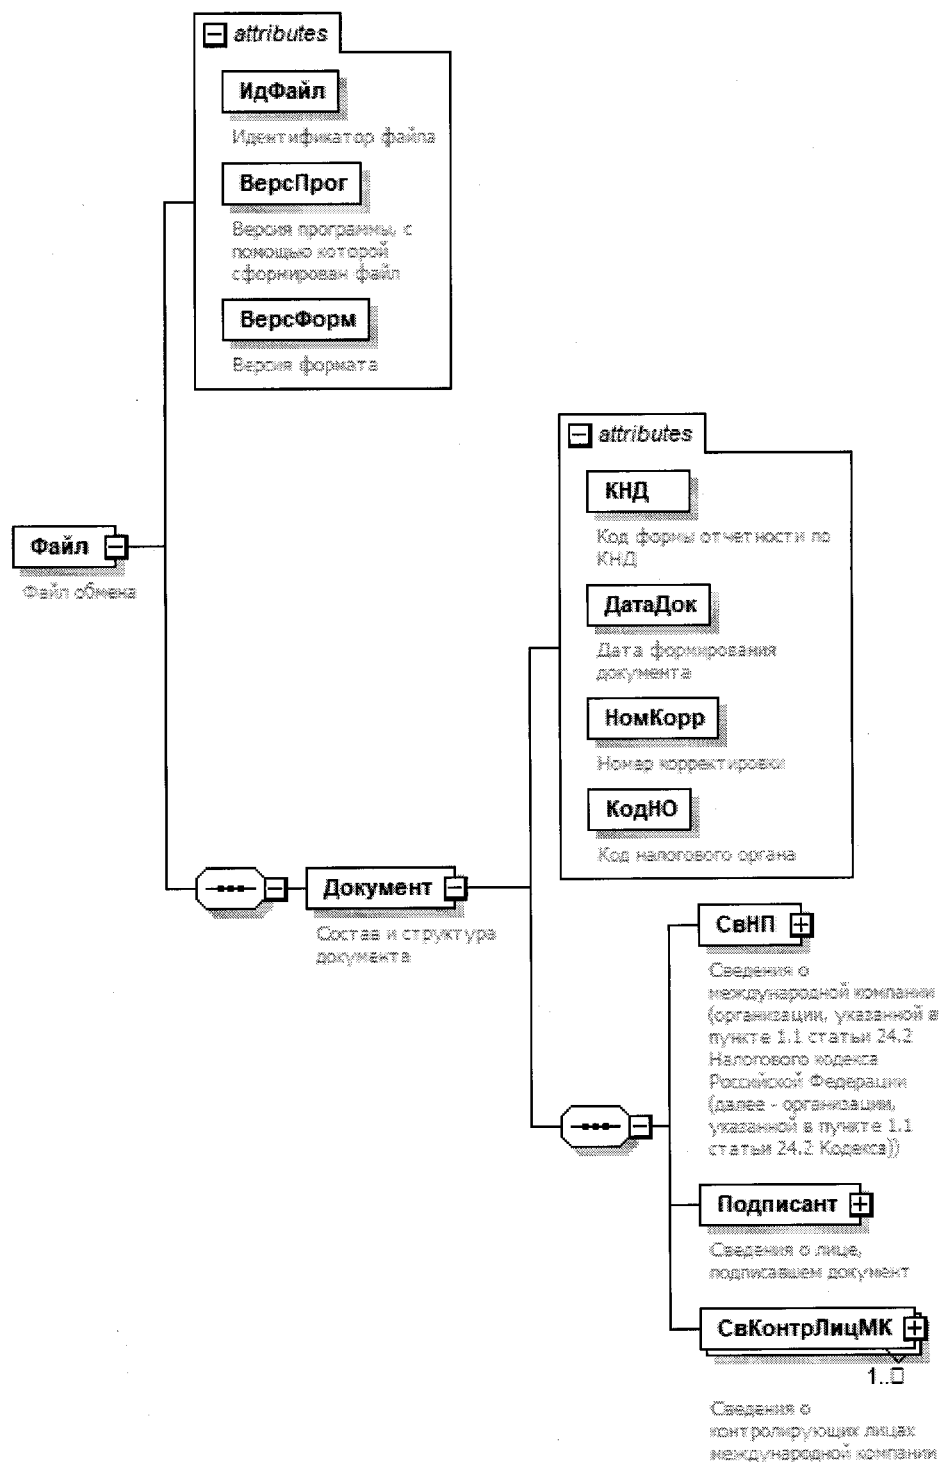 attributes
ИдФайл
Идентификатор файла
ВерсПрог
Версия программы, с
помощью которой
сформирован файл
ВерсФорм
Версия формата
Файл
Файл обмена
attributes
КНД
Код формы отчетности по
КНД
ДатаДок
Дата формирования
документа
НомКорр
Номер корректировки
КодНО
Код налогового органа
Документ
Состав и структура
документа
СвНП
Сведения о
международной компании
(организации, указанной в
пункте 1.1 статьи 24.2
Налогового кодекса
Российской Федерации
(далее - организации,
указанной в пункте 1.1
статьи 24.2 Кодекса))
Подписант
Сведения о лице,
подписавшем документ
СвКонтрЛицМК
1..□
Сведения о
контролирующих лицах
международной компании